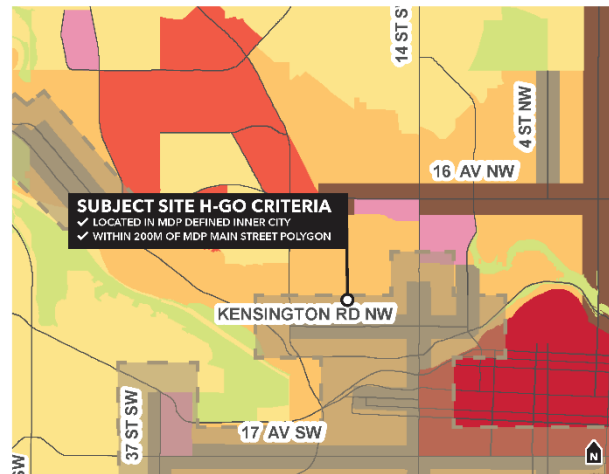 14 ST S
4 ST NW
16 AV NW
SUBJECT SITE H-GO CRITERIA
✓ LOCATED IN MDP DEFINED INNER CITY
✓ WITHIN 200M OF MDP MAIN STREET POLYGON
KENSINGTON RD NW
37 ST SW
17 AV SW
SW
N